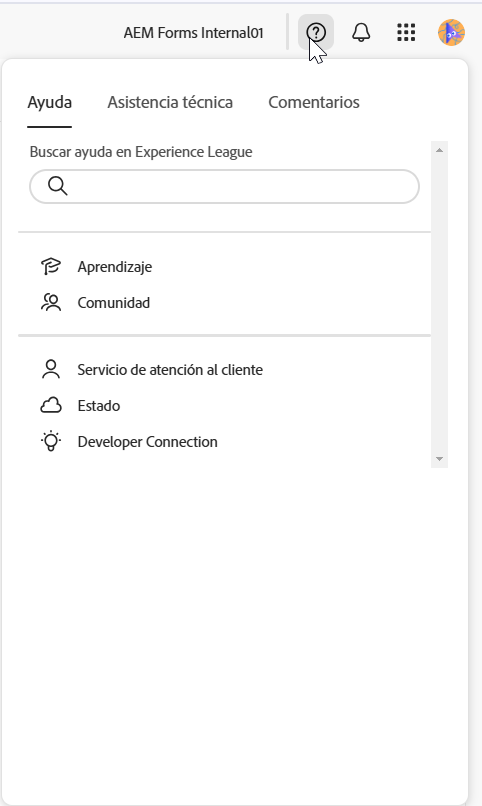 AEM Forms Internal01
Ayuda Asistencia técnica Comentarios
Buscar ayuda en Experience League
Aprendizaje
Comunidad
Servicio de atención al cliente
Estado
Developer Connection